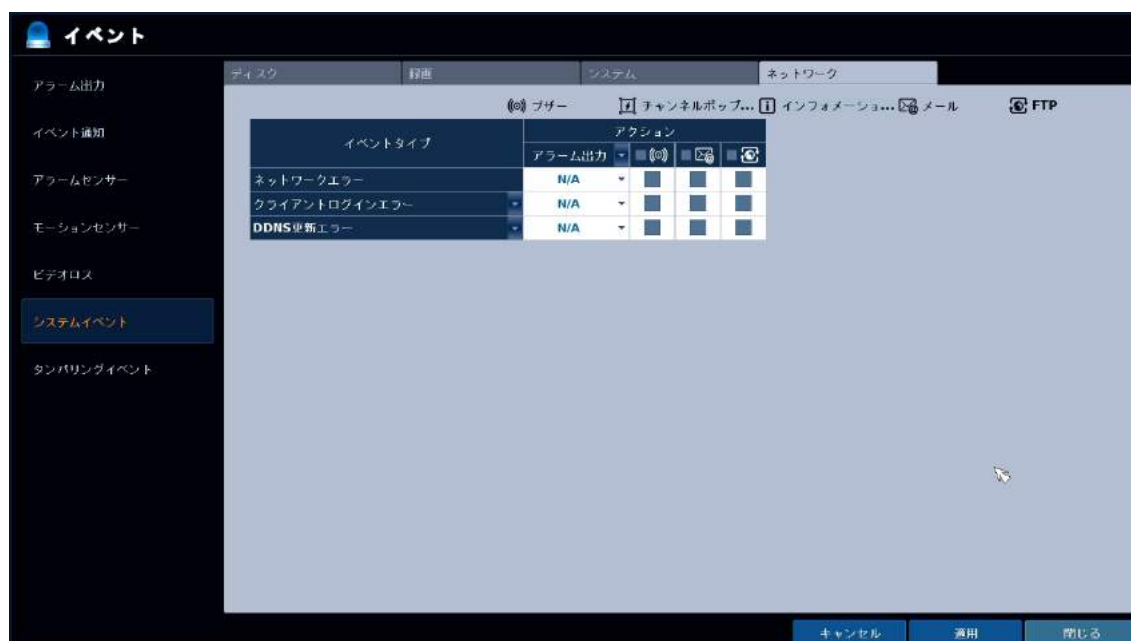 イベント
アラーム出力
イベント通知
アラームセンサー
モーションセンサー
ビデオロス
システムイベント
タンパリングイベント
ディスク 録画 システム ネットワーク
ブザー チャンネルポップ... インフォメーショ... メール FTP
イベントタイプ アクション
アラーム出力
ネットワークエラー N/A
クライアントログインエラー N/A
DDNS更新エラー N/A
キャンセル 適用 閉じる